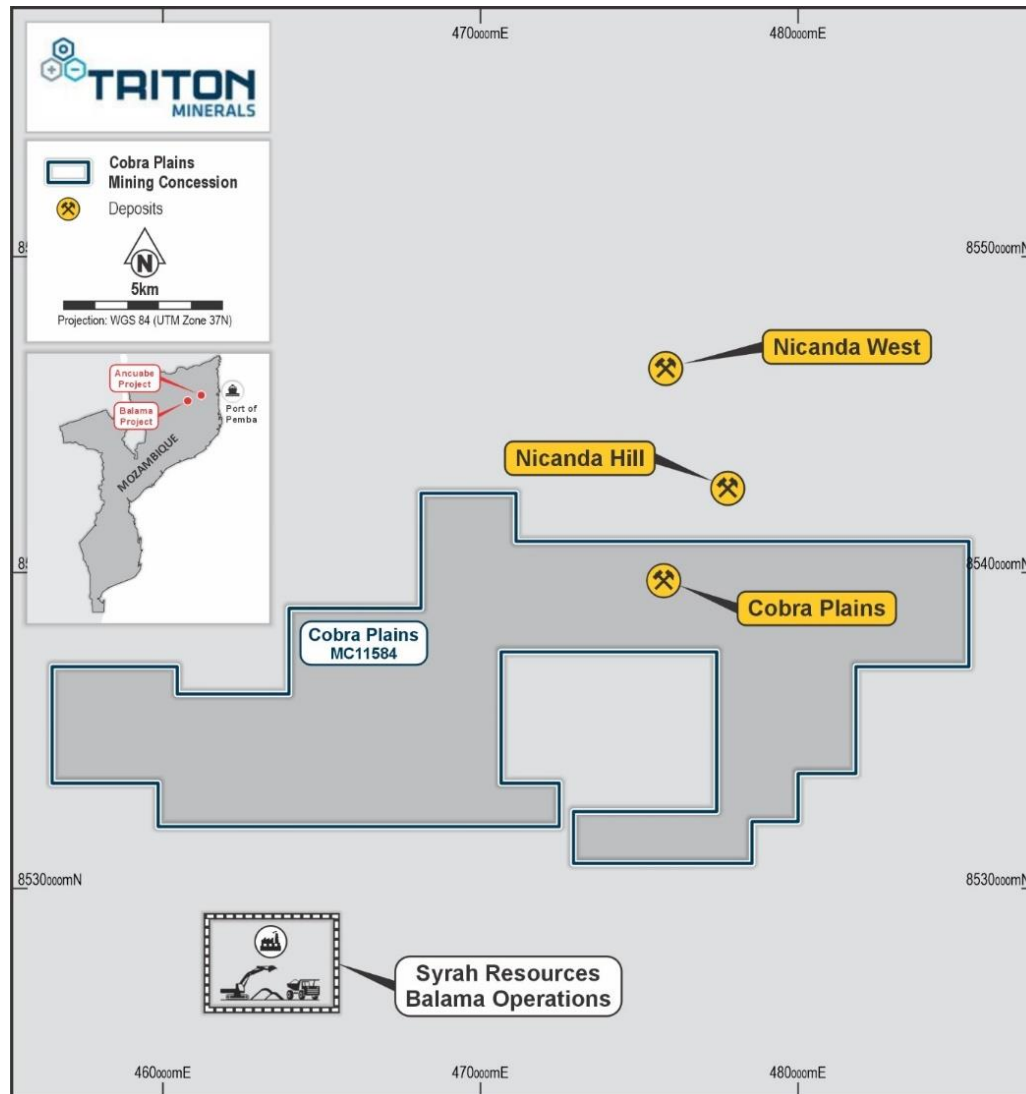 470000mE
480000mE
TRITON
MINERALS
Cobra Plains
Mining Concession
Deposits
N
5km
Projection: WGS 84 (UTM Zone 37N)
8550000mN
Ancuabe
Project
Balama
Project
Port of
Pemba
MOZAMBIQUE
Nicanda West
Nicanda Hill
8540000mN
Cobra Plains
Cobra Plains
MC11584
8530000mN
8530000mN
Syrah Resources
Balama Operations
460000mE
470000mE
480000mE